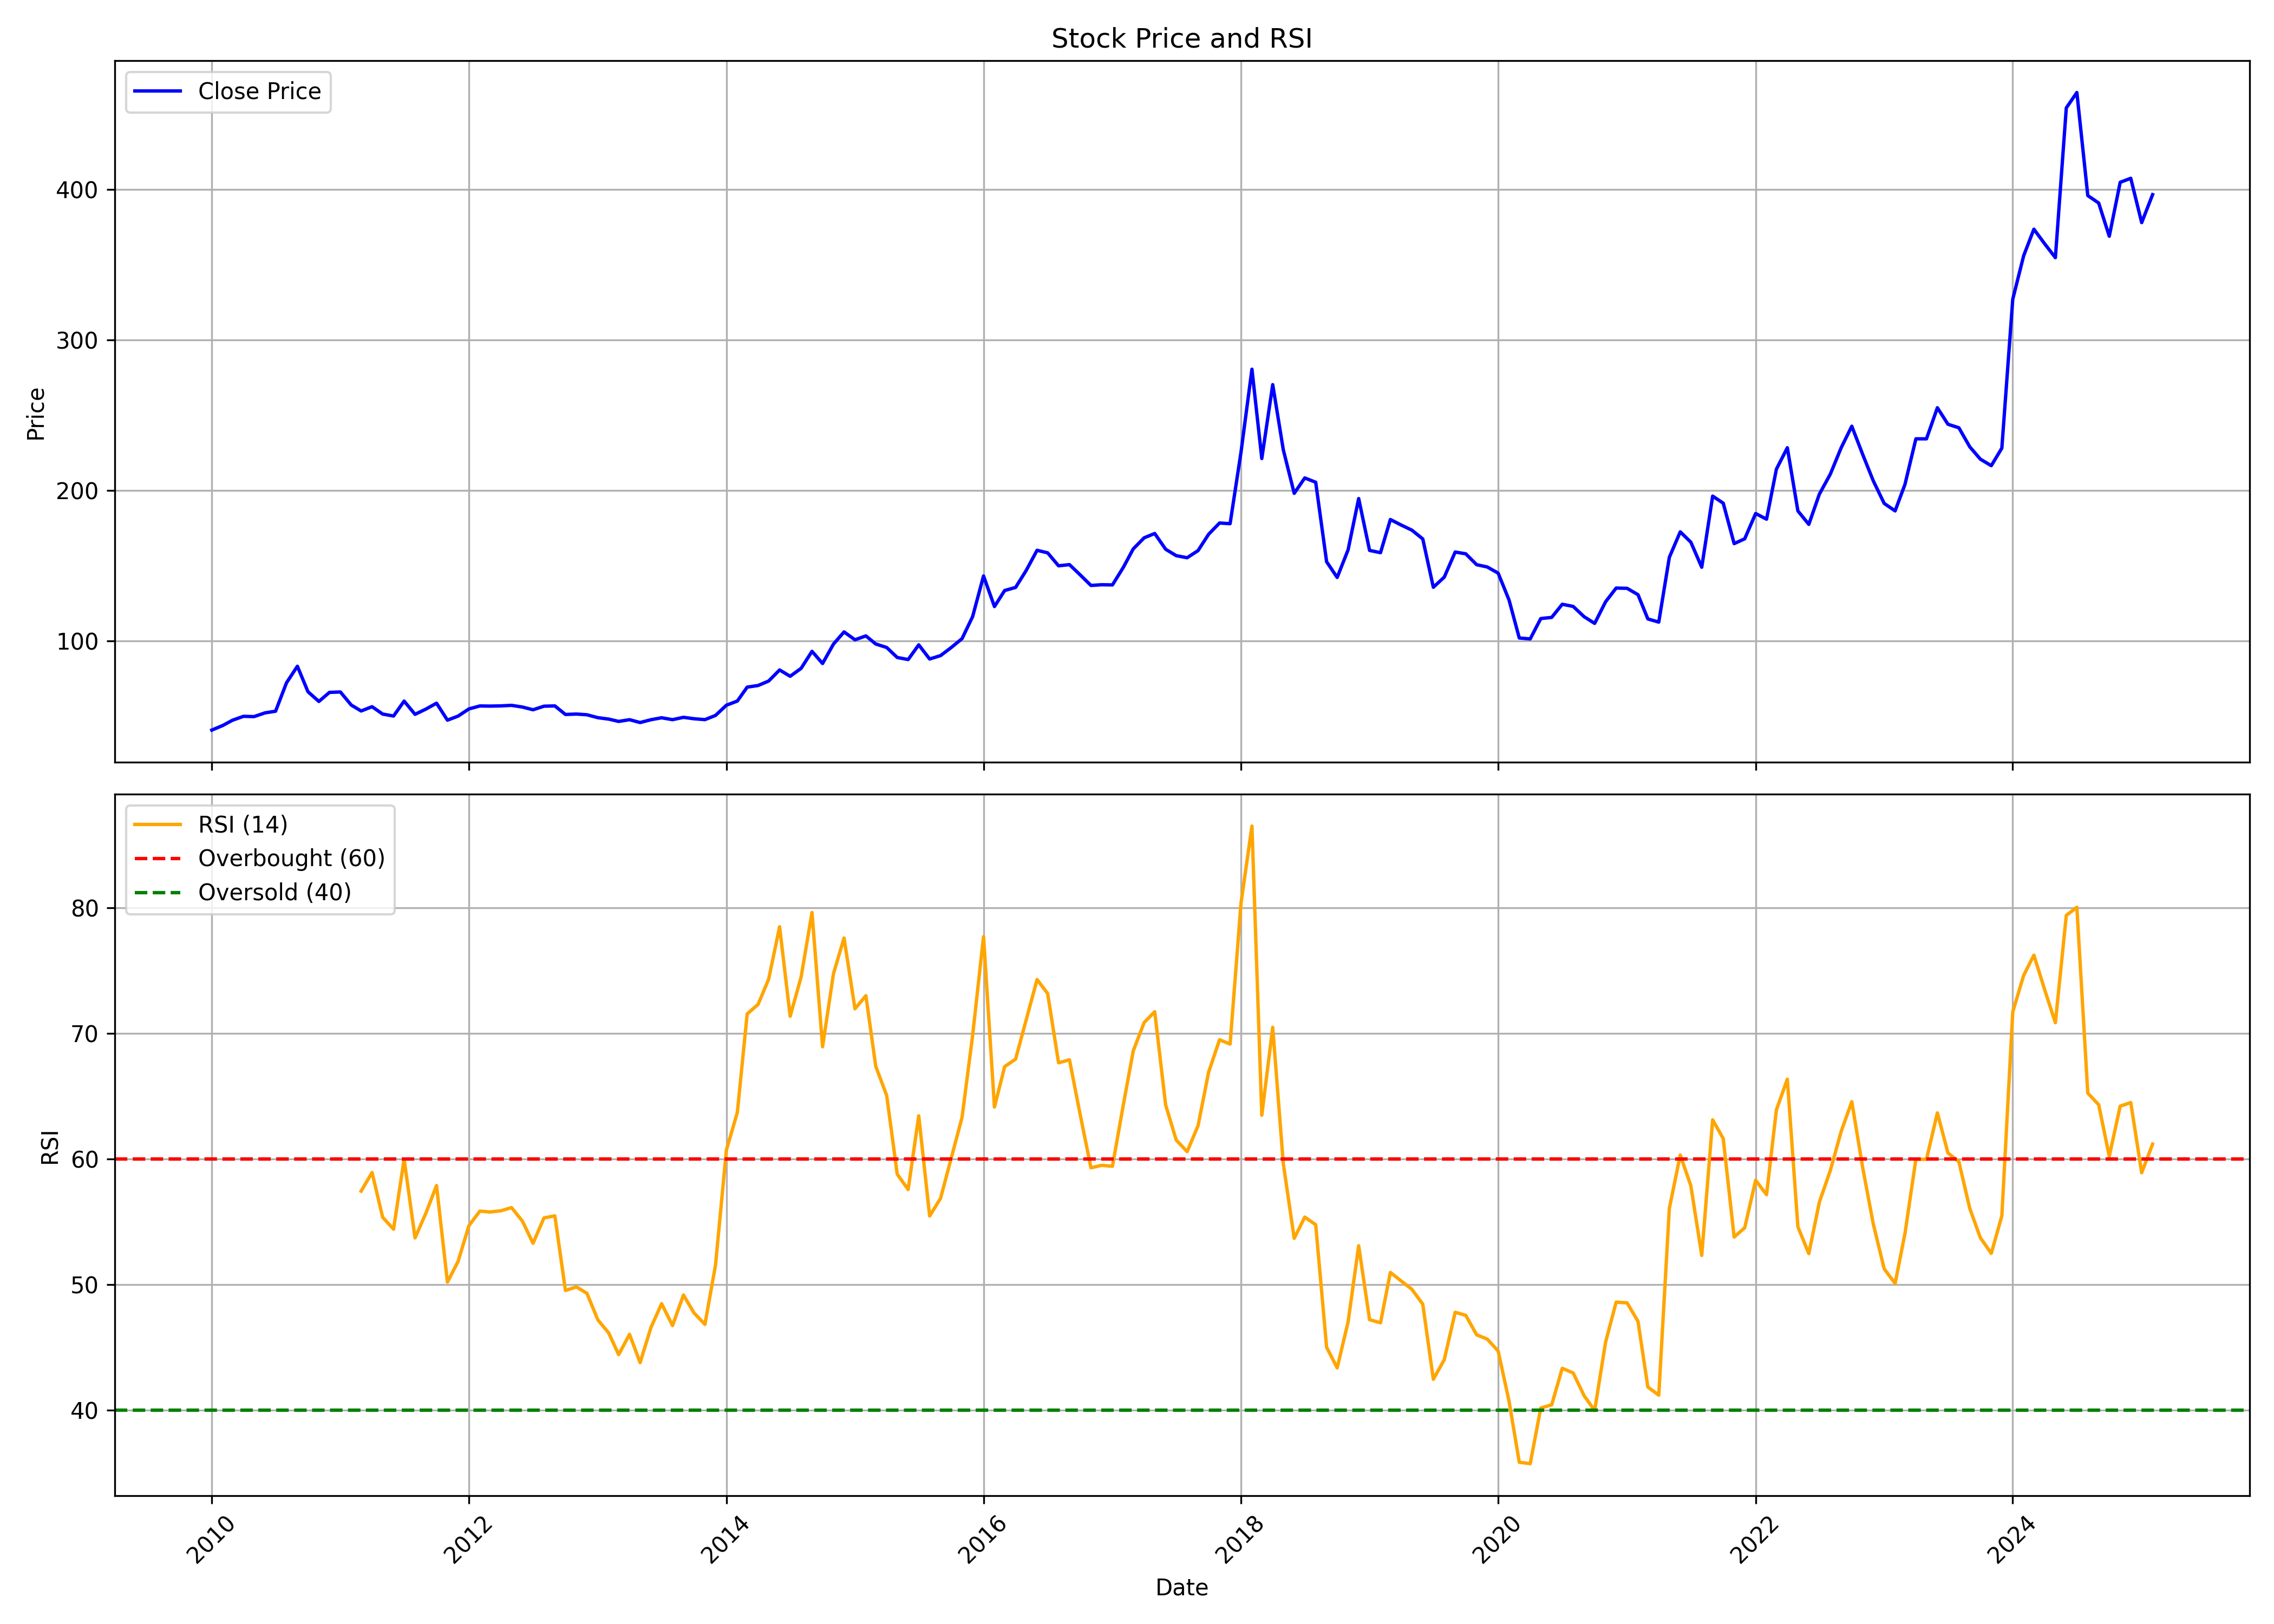 Stock Price and RSI
Close Price
400
300
200
100
Price
RSI (14)
Overbought (60)
Oversold (40)
80
70
60
50
40
RSI
2010
2012
2014
2016
2018
2020
2022
2024
Date